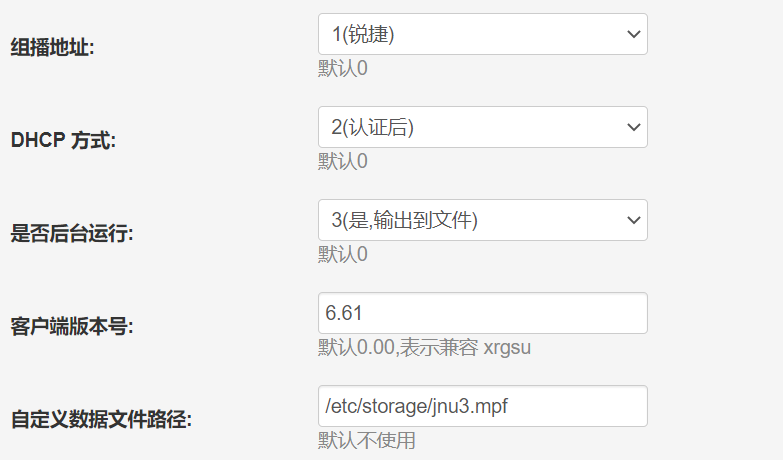 组播地址:
1(锐捷)
默认0
DHCP 方式:
2(认证后)
默认0
是否后台运行:
3(是,输出到文件)
默认0
客户端版本号:
6.61
默认0.00,表示兼容 xrgsu
自定义数据文件路径:
/etc/storage/jnu3.mpf
默认不使用